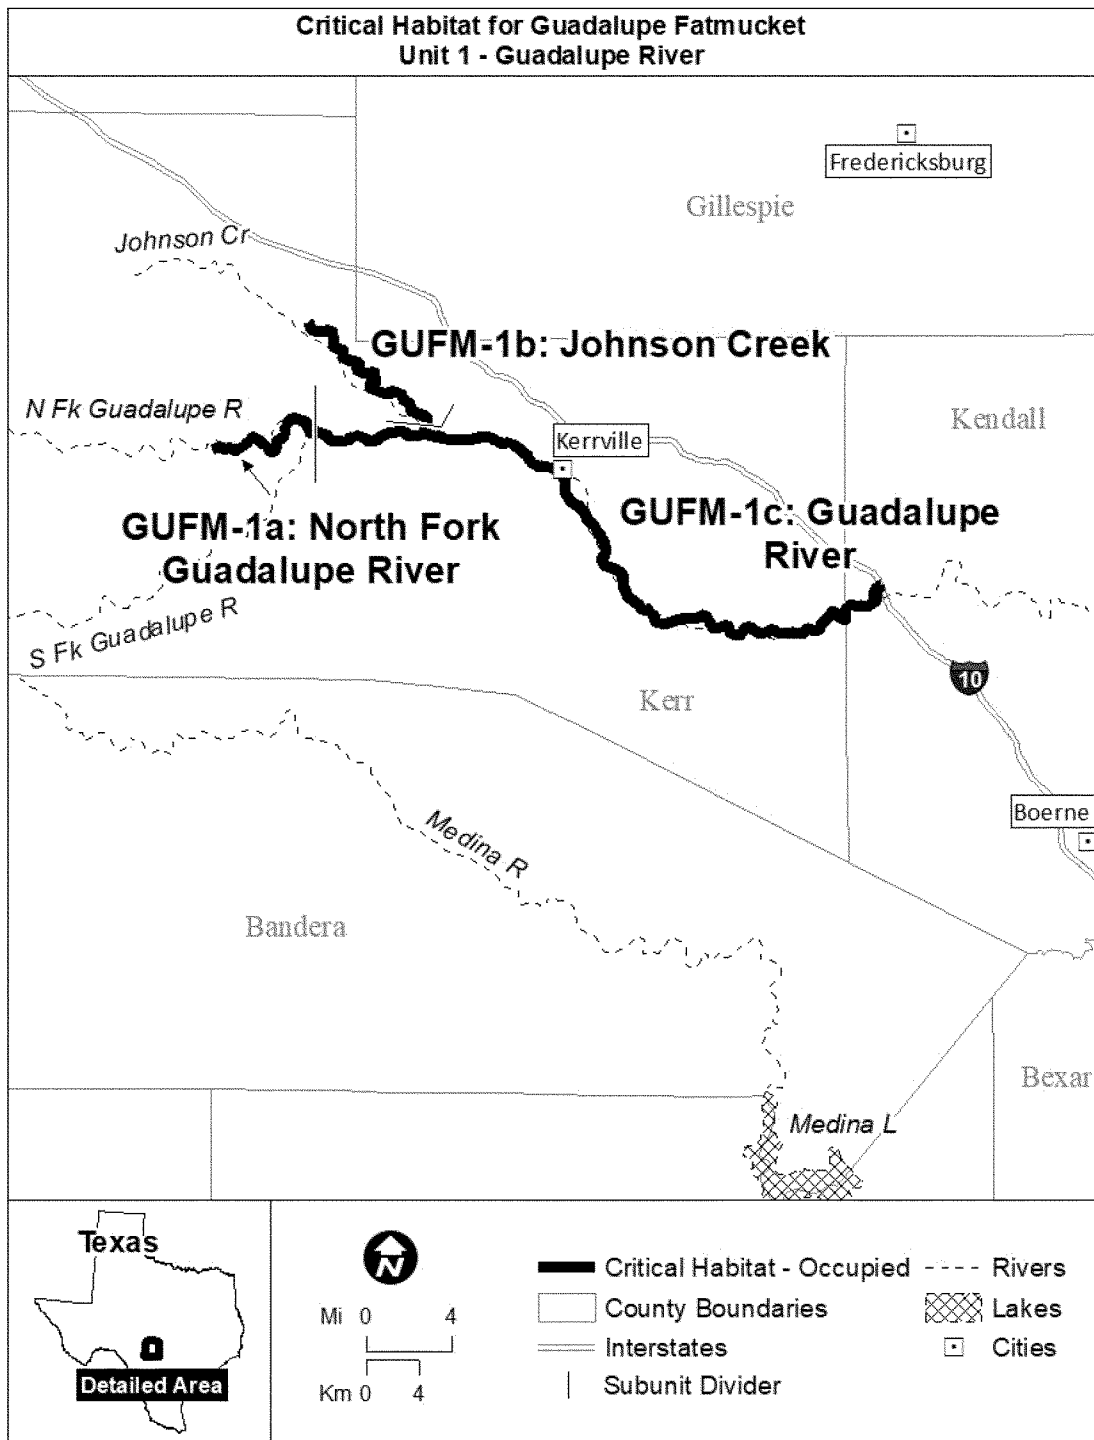 Critical Habitat for Guadalupe Fatmucket
Unit 1 - Guadalupe River
Fredericksburg
Gillespie
Johnson Cr
GUFM-1b: Johnson Creek
N Fk Guadalupe R
Kendall
Kerrville
GUFM-1a: North Fork
Guadalupe River
GUFM-1c: Guadalupe
River
S Fk Guadalupe R
10
Kerr
Boerne
Medina R
Bandera
Bexar
Medina L
Texas
Detailed Area
N
Mi 0 4
Km 0 4
Critical Habitat - Occupied
County Boundaries
Interstates
Subunit Divider
Rivers
Lakes
Cities